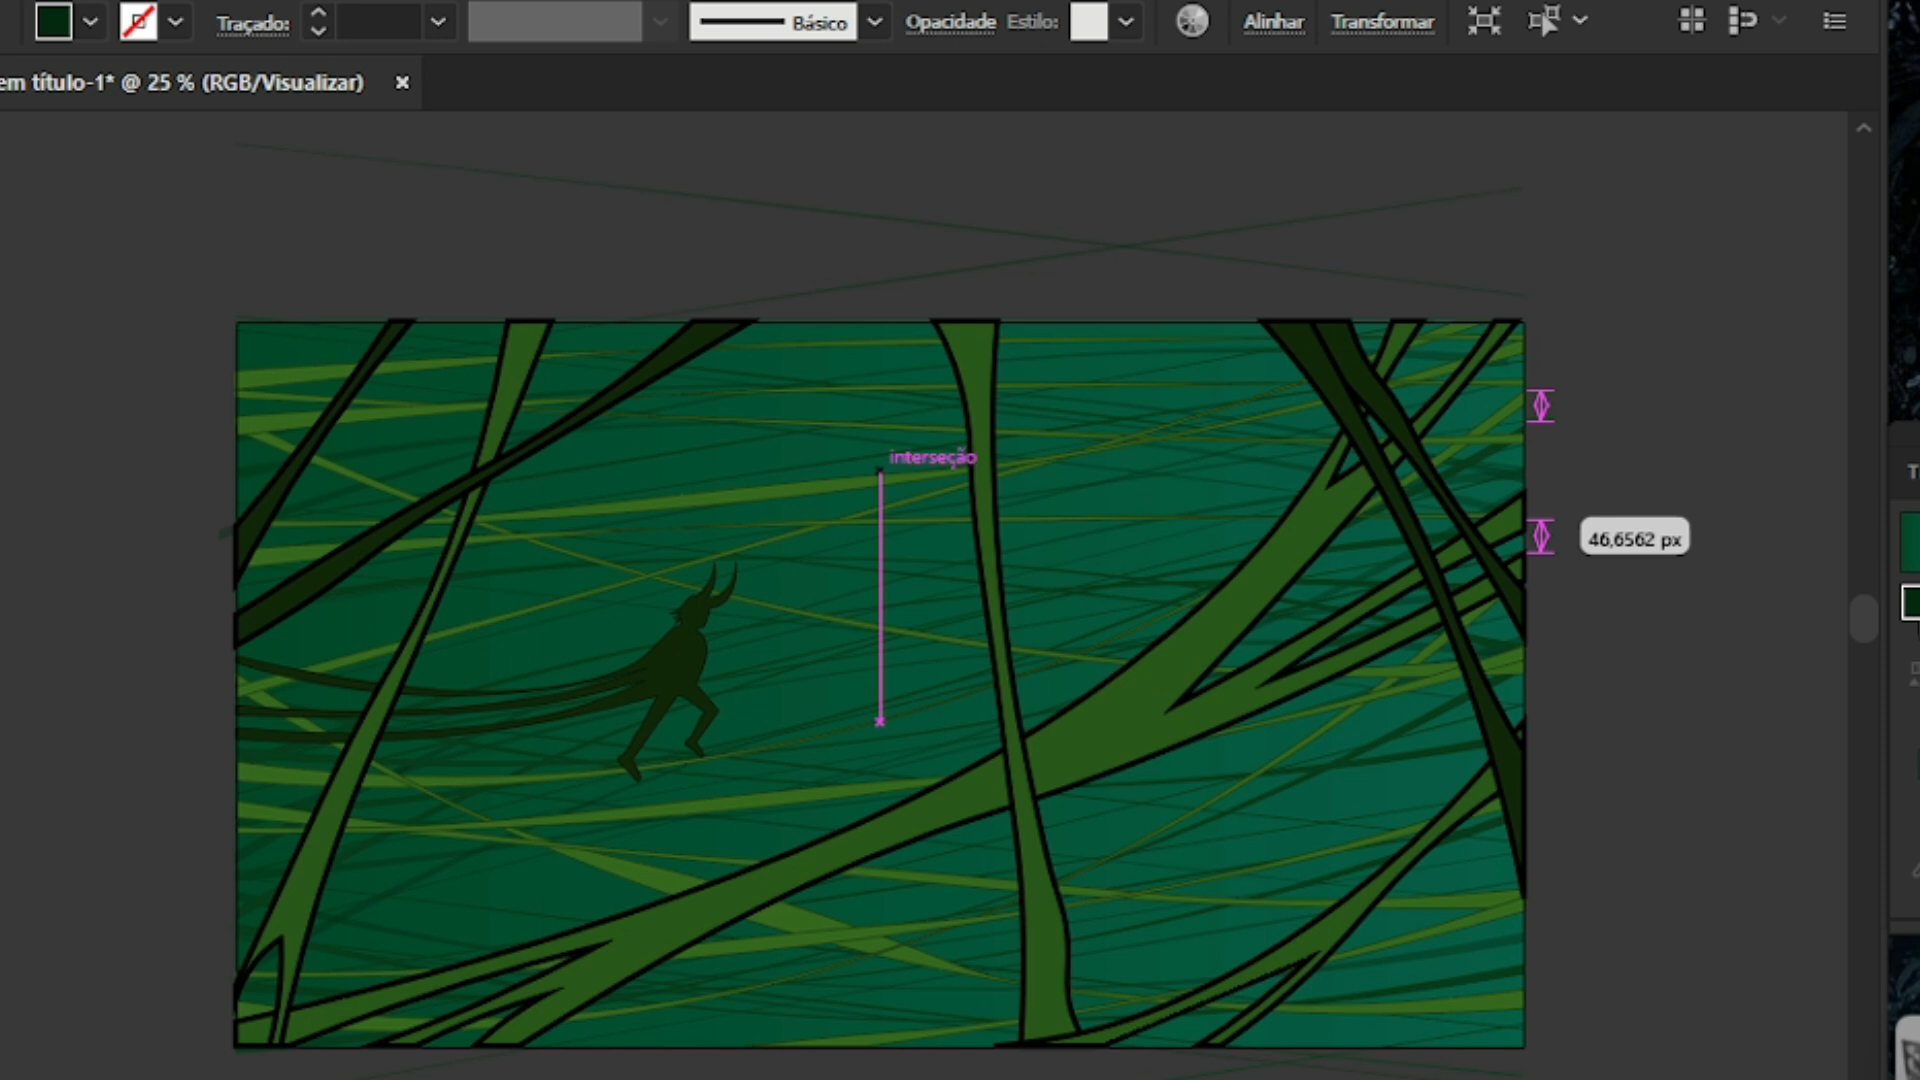 Traçado: Básico Opacidade Estilo: Alinhar Transformar
em título-1* @ 25 % (RGB/Visualizar)
interseção
46,6562 px